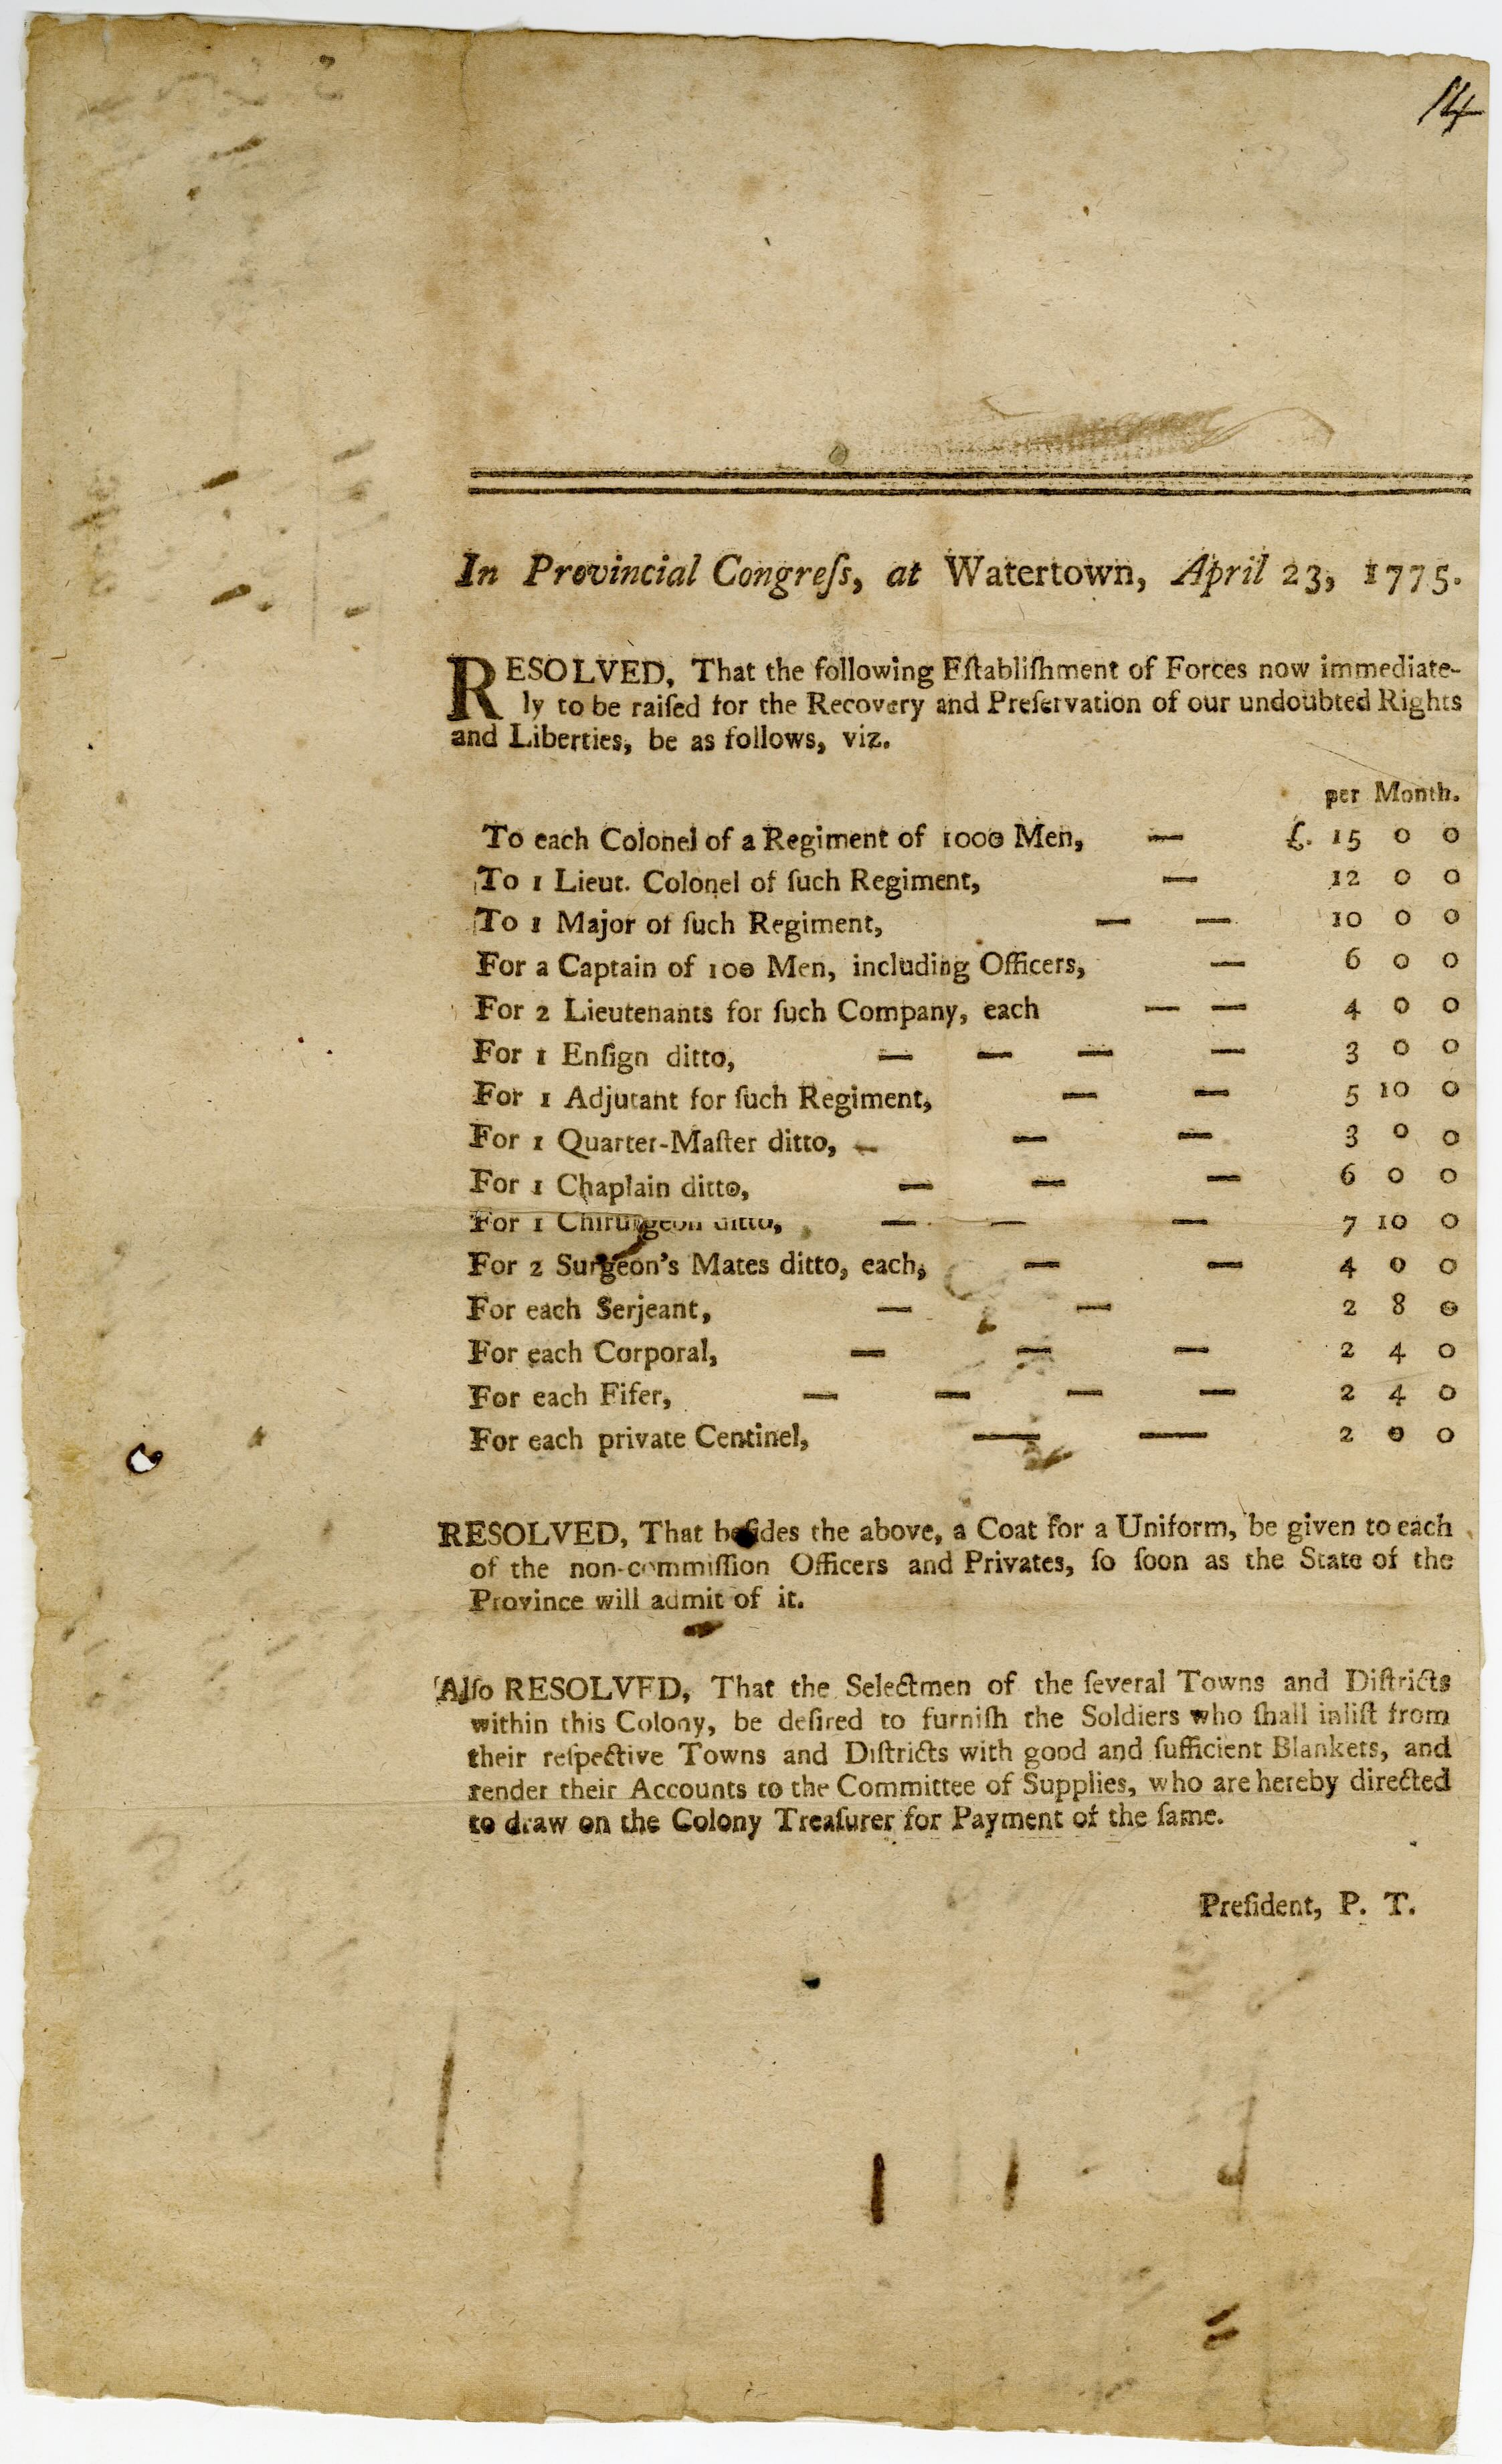 14
In Provincial Congreſs, at Watertown, April 23, 1775.
RESOLVED, That the following Eſtabliſhment of Forces now immediate-
ly to be raiſed for the Recovery and Preſervation of our undoubted Rights
and Liberties, be as follows, viz.
per Month.
To each Colonel of a Regiment of 1000 Men, — £. 15 0 0
To 1 Lieut. Colonel of ſuch Regiment, — 12 0 0
To 1 Major of ſuch Regiment, — — 10 0 0
For a Captain of 100 Men, including Officers, — 6 0 0
For 2 Lieutenants for ſuch Company, each — — 4 0 0
For 1 Enſign ditto, — — — — 3 0 0
For 1 Adjutant for ſuch Regiment, — — 5 10 0
For 1 Quarter-Maſter ditto, — — — 3 0 0
For 1 Chaplain ditto, — — — 6 0 0
For 1 Chirurgeon ditto, — — — 7 10 0
For 2 Surgeon's Mates ditto, each, — — 4 0 0
For each Serjeant, — — 2 8 0
For each Corporal, — — — 2 4 0
For each Fifer, — — — — 2 4 0
For each private Centinel, — — 2 0 0
RESOLVED, That beſides the above, a Coat for a Uniform, be given to each
of the non-commiſſion Officers and Privates, ſo ſoon as the State of the
Province will admit of it.
Alſo RESOLVED, That the Selectmen of the ſeveral Towns and Diſtricts
within this Colony, be deſired to furniſh the Soldiers who ſhall inliſt from
their reſpective Towns and Diſtricts with good and ſufficient Blankets, and
render their Accounts to the Committee of Supplies, who are hereby directed
to draw on the Colony Treaſurer for Payment of the ſame.
Preſident, P. T.